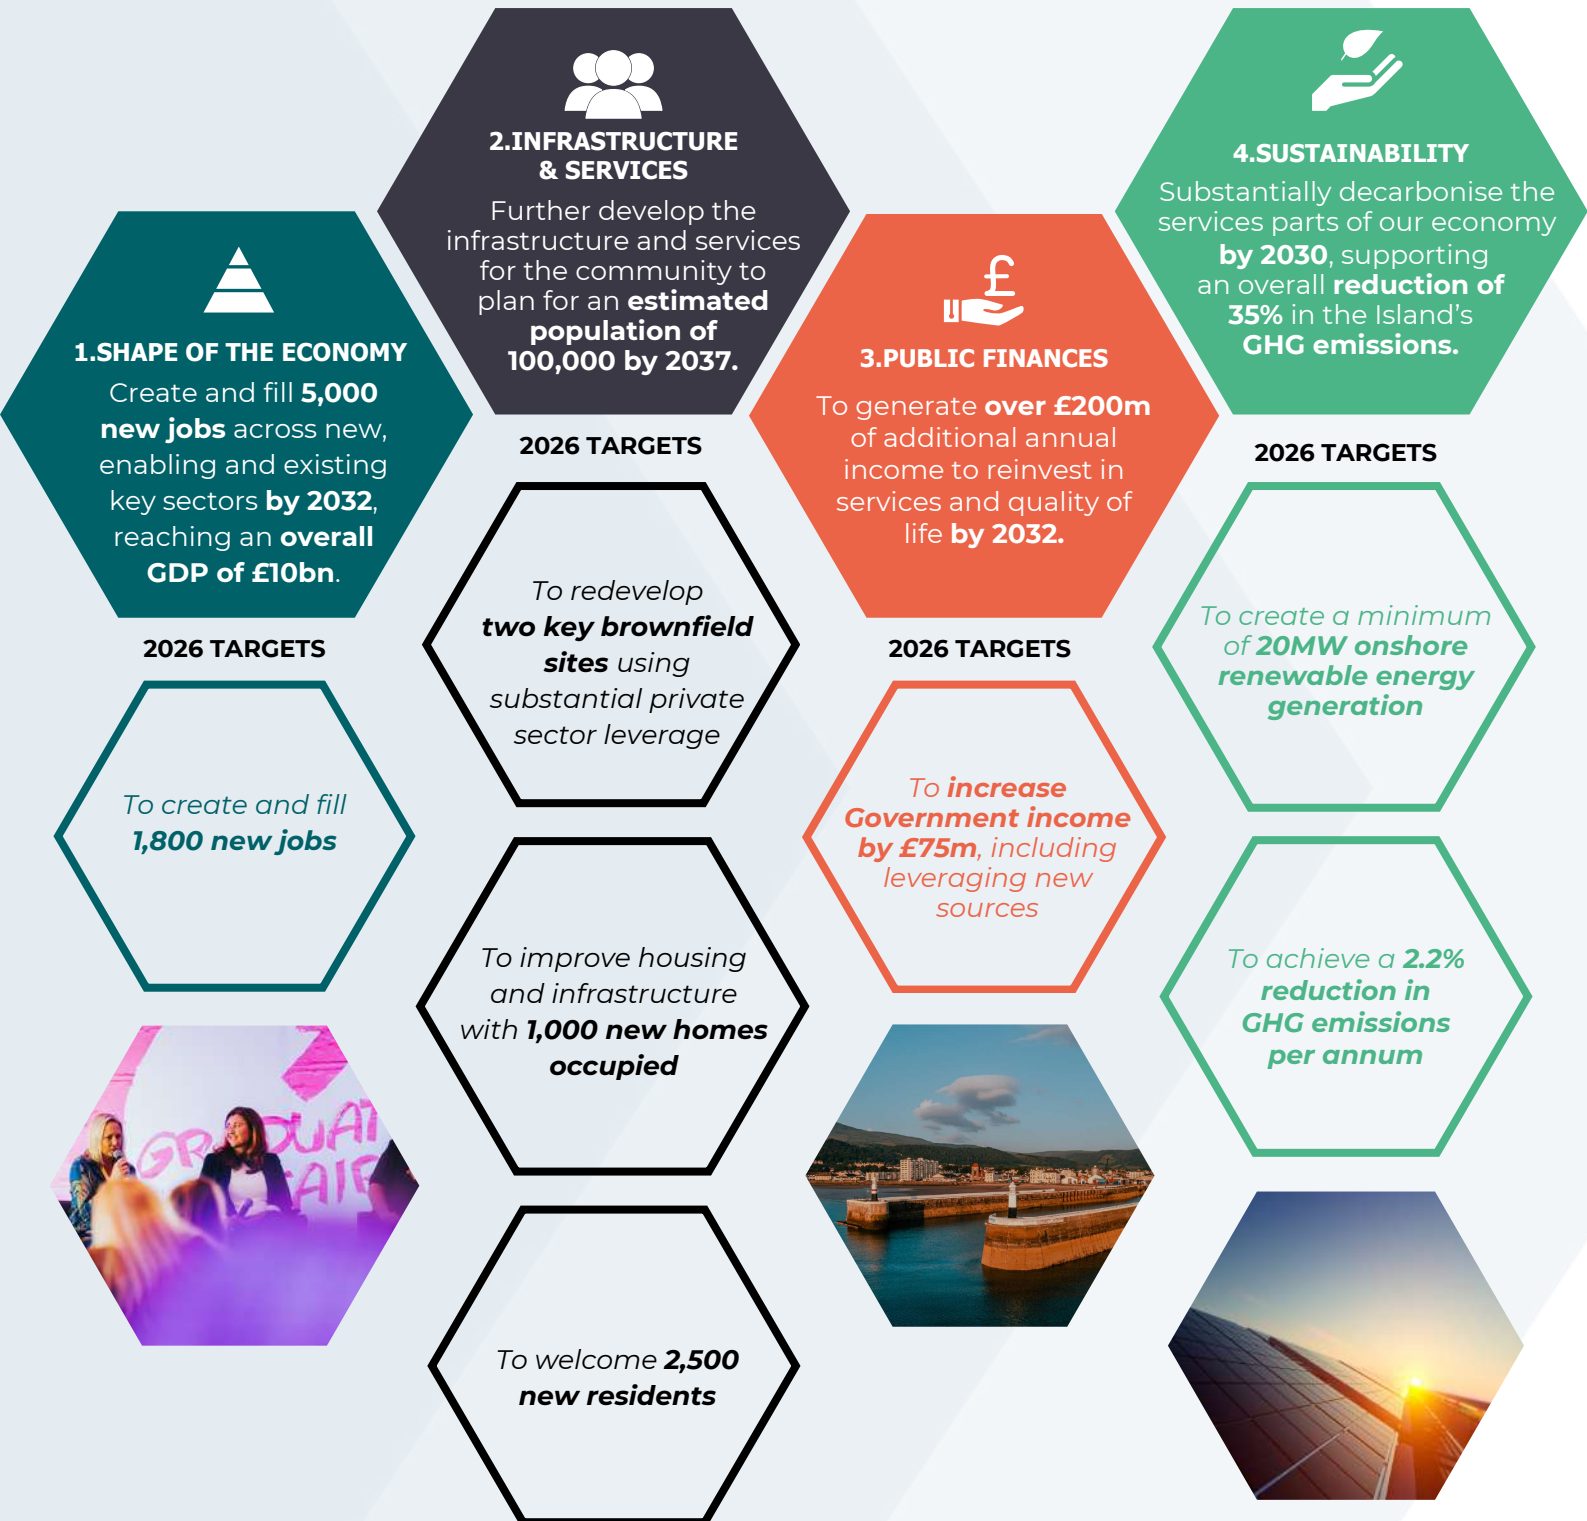 1.SHAPE OF THE ECONOMY
Create and fill 5,000
new jobs across new,
enabling and existing
key sectors by 2032,
reaching an overall
GDP of £10bn.
2026 TARGETS
To create and fill
1,800 new jobs
GRADUAT
FAIR
2.INFRASTRUCTURE
& SERVICES
Further develop the
infrastructure and services
for the community to
plan for an estimated
population of
100,000 by 2037.
2026 TARGETS
To redevelop
two key brownfield
sites using
substantial private
sector leverage
To improve housing
and infrastructure
with 1,000 new homes
occupied
To welcome 2,500
new residents
3.PUBLIC FINANCES
To generate over £200m
of additional annual
income to reinvest in
services and quality of
life by 2032.
2026 TARGETS
To increase
Government income
by £75m, including
leveraging new
sources
4.SUSTAINABILITY
Substantially decarbonise the
services parts of our economy
by 2030, supporting
an overall reduction of
35% in the Island's
GHG emissions.
2026 TARGETS
To create a minimum
of 20MW onshore
renewable energy
generation
To achieve a 2.2%
reduction in
GHG emissions
per annum